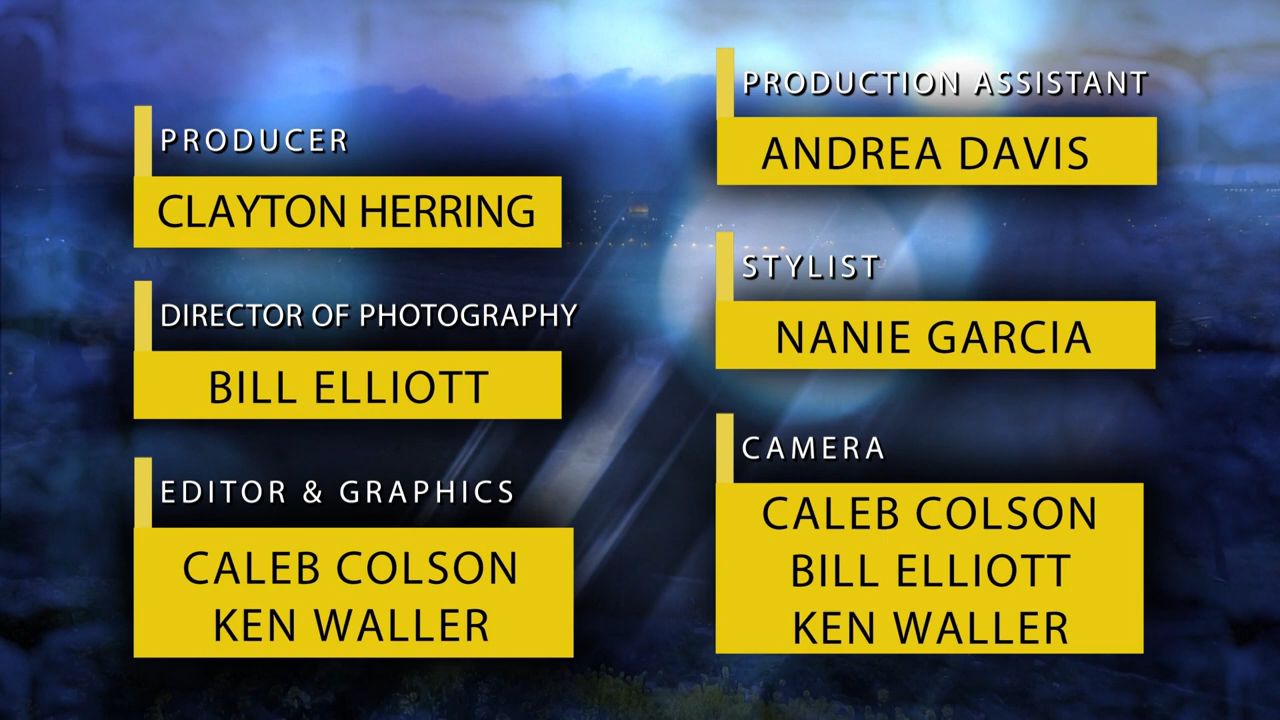 PRODUCER
CLAYTON HERRING
DIRECTOR OF PHOTOGRAPHY
BILL ELLIOTT
EDITOR & GRAPHICS
CALEB COLSON
KEN WALLER
PRODUCTION ASSISTANT
ANDREA DAVIS
STYLIST
NANIE GARCIA
CAMERA
CALEB COLSON
BILL ELLIOTT
KEN WALLER